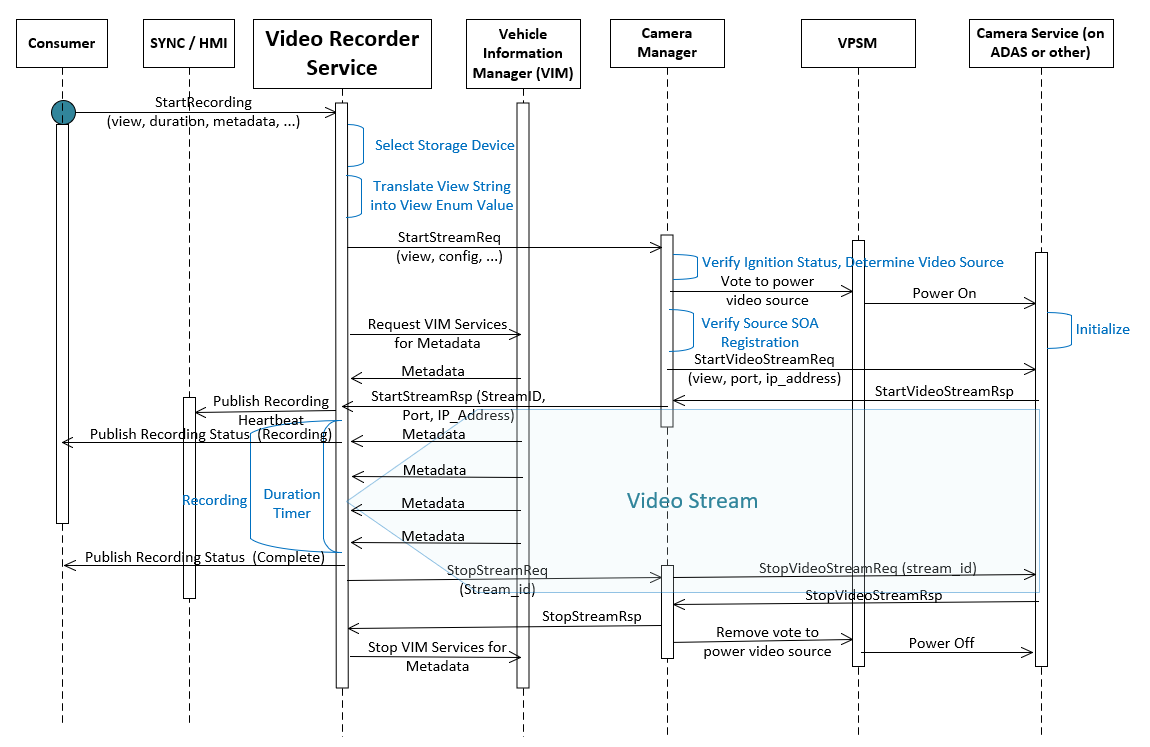 Consumer
SYNC / HMI
Video Recorder
Service
Vehicle
Information
Manager (VIM)
Camera
Manager
VPSM
Camera Service (on
ADAS or other)
StartRecording
(view, duration, metadata, ...)
Select Storage Device
Translate View String
into View Enum Value
StartStreamReq
(view, config, ...)
Verify Ignition Status, Determine Video Source
Vote to power
video source
Power On
Request VIM Services
for Metadata
Verify Source SOA
Registration
Initialize
StartVideoStreamReq
(view, port, ip_address)
Metadata
StartVideoStreamRsp
StartStreamRsp (StreamID,
Port, IP_Address)
Publish Recording
Heartbeat
Publish Recording Status  (Recording)
Metadata
Metadata
Recording
Duration
Timer
Metadata
Video Stream
Metadata
Publish Recording Status  (Complete)
StopStreamReq
(Stream_id)
StopVideoStreamReq (stream_id)
StopVideoStreamRsp
StopStreamRsp
Remove vote to
power video source
Power Off
Stop VIM Services for
Metadata